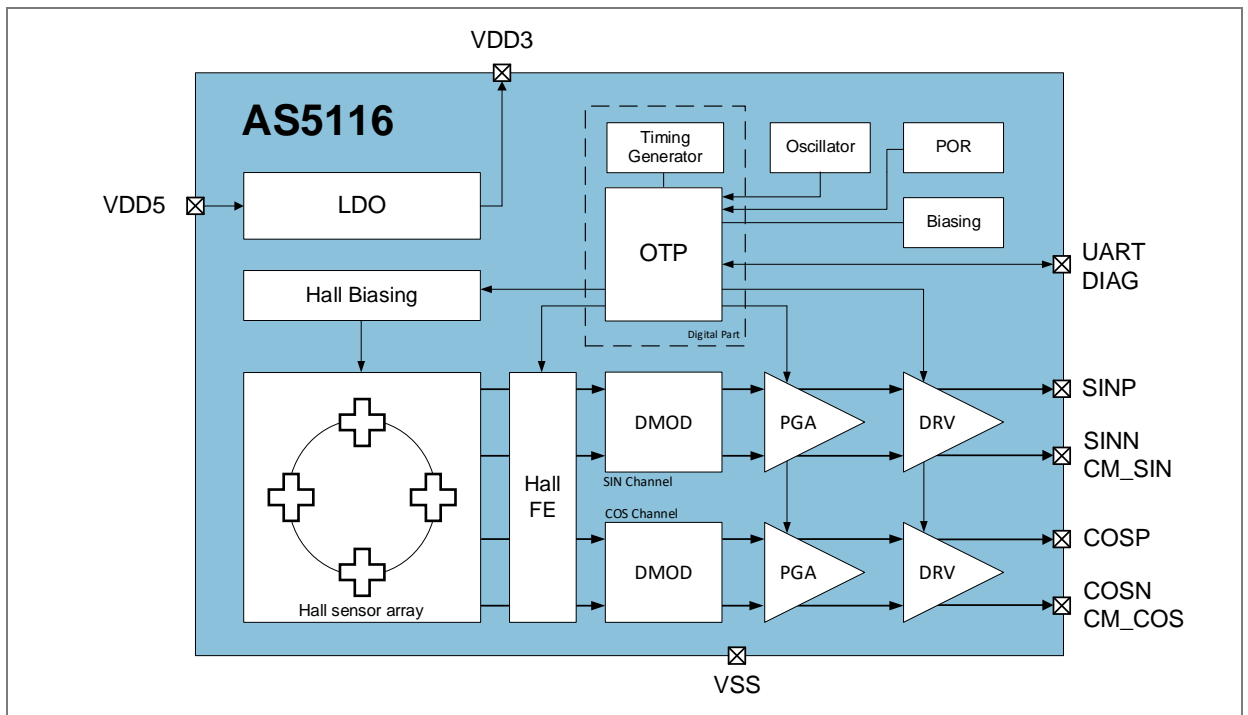 VDD3
AS5116
Timing
Generator
Oscillator
POR
VDD5
LDO
Biasing
OTP
UART
DIAG
Hall Biasing
Digital Part
SINP
DMOD
PGA
DRV
SINN
CM_SIN
SIN Channel
Hall
FE
COS Channel
COSP
DMOD
PGA
DRV
COSN
CM_COS
Hall sensor array
VSS